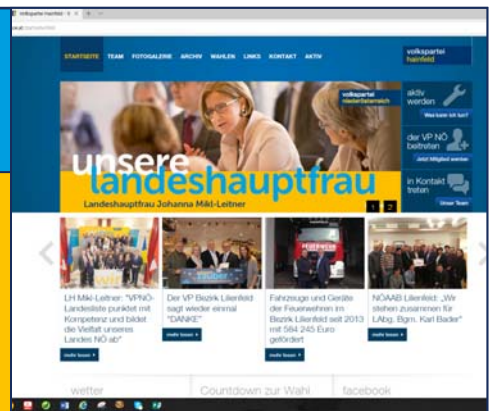 Volkspartei Hainfeld
STARTSEITE TEAM FOTOGALERIE ARCHIV WAHLEN LINKS KONTAKT AKTIV
volkspartei
hainfeld
volkspartei
niederösterreich
aktiv
werden
Was kann ich tun?
der VP NÖ
beitreten
Jetzt Mitglied werden
in Kontakt
treten
Unser Team
unsere
landeshauptfrau
Landeshauptfrau Johanna Mikl-Leitner
1 2
FEUERWEHR
LH Mikl-Leitner: "VPNÖ-
Landesliste punktet mit
Kompetenz und bildet
die Vielfalt unseres
Landes NÖ ab"
mehr lesen
Der VP Bezirk Lilienfeld
sagt wieder einmal
"DANKE"
mehr lesen
Fahrzeuge und Geräte
der Feuerwehren im
Bezirk Lilienfeld seit 2013
mit 564 245 Euro
gefördert
mehr lesen
NÖAAB Lilienfeld: „Wir
stehen zusammen für
LAbg. Bgm. Karl Bader"
mehr lesen
wetter
Countdown zur Wahl
facebook